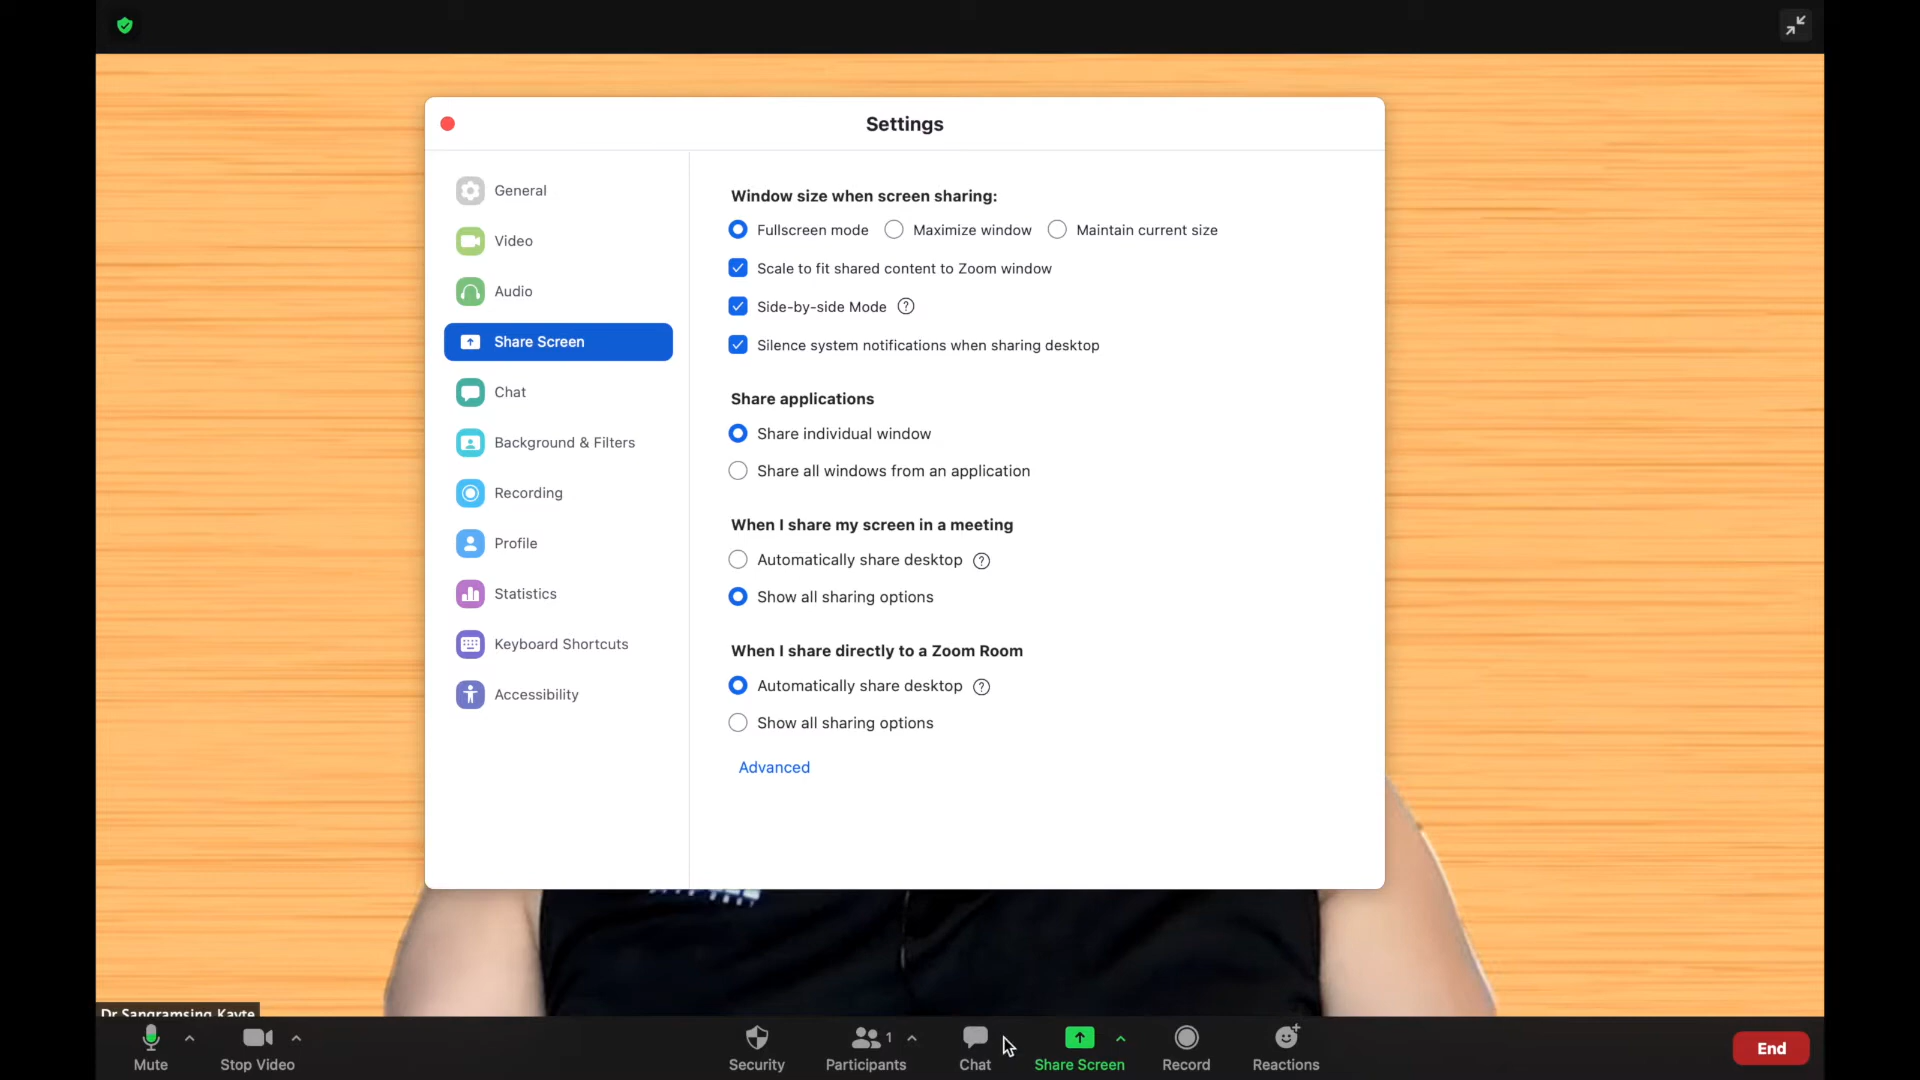 Settings
General
Video
Audio
Share Screen
Chat
Background & Filters
Recording
Profile
Statistics
Keyboard Shortcuts
Accessibility
Window size when screen sharing:
Fullscreen mode Maximize window Maintain current size
Scale to fit shared content to Zoom window
Side-by-side Mode ?
Silence system notifications when sharing desktop
Share applications
Share individual window
Share all windows from an application
When I share my screen in a meeting
Automatically share desktop ?
Show all sharing options
When I share directly to a Zoom Room
Automatically share desktop ?
Show all sharing options
Advanced
Dr Sangramsing Kayte
Mute Stop Video Security Participants 1 Chat Share Screen Record Reactions End